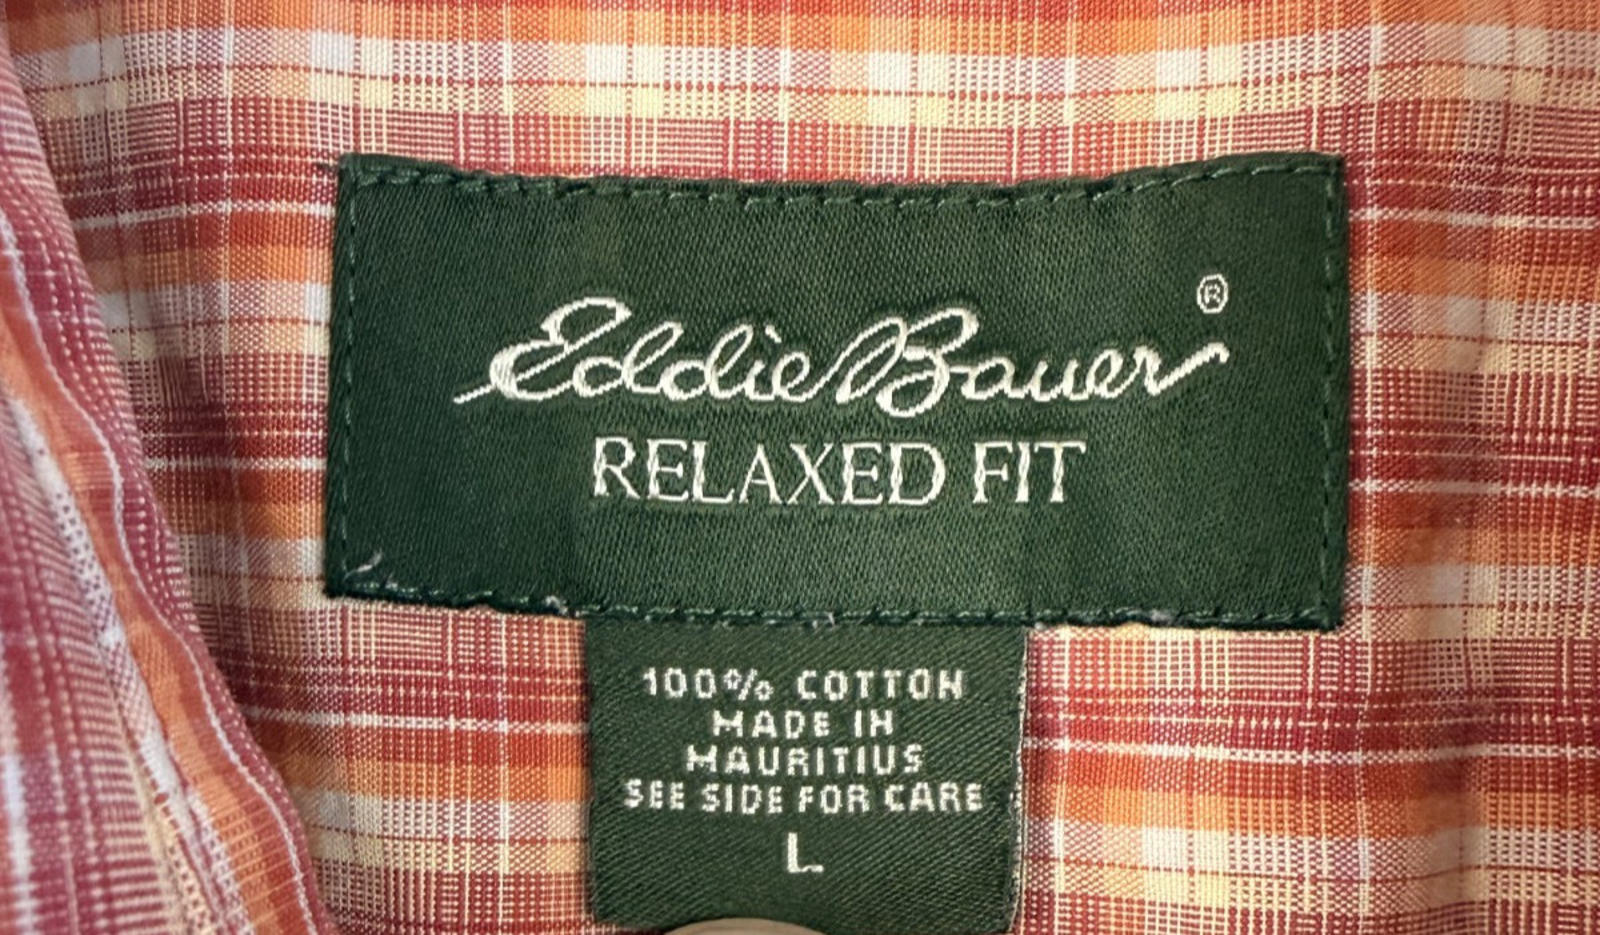 Eddie Bauer®
RELAXED FIT
100% COTTON
MADE IN
MAURITIUS
SEE SIDE FOR CARE
L